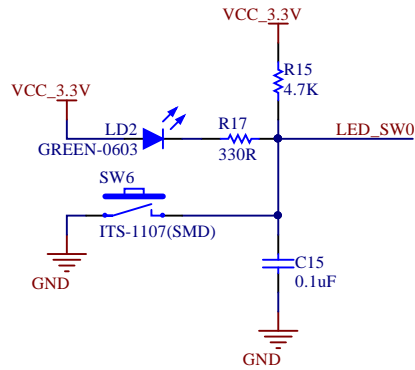 VCC_3.3V
VCC_3.3V
R15
4.7K
LD2
GREEN-0603
R17
330R
LED_SW0
SW6
ITS-1107(SMD)
C15
0.1uF
GND
GND